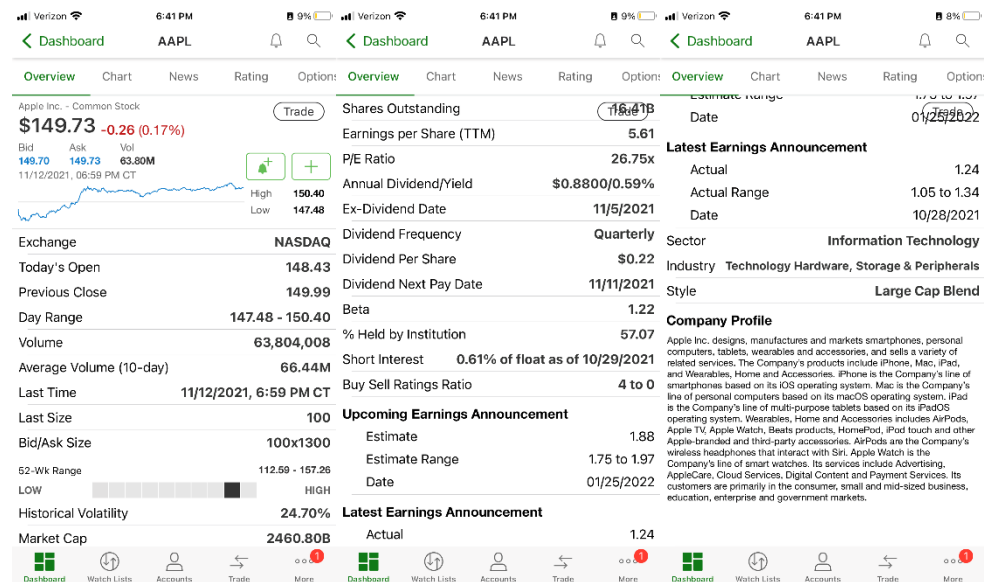 Verizon 6:41 PM 9%
Dashboard AAPL
Overview Chart News Rating Options
Apple Inc. - Common Stock
Trade
$149.73 -0.26 (0.17%)
Bid Ask Vol
149.70 149.73 63.80M
11/12/2021, 06:59 PM CT
High 150.40
Low 147.48
Exchange NASDAQ
Today's Open 148.43
Previous Close 149.99
Day Range 147.48 - 150.40
Volume 63,804,008
Average Volume (10-day) 66.44M
Last Time 11/12/2021, 6:59 PM CT
Last Size 100
Bid/Ask Size 100x1300
52-Wk Range 112.59 - 157.26
LOW HIGH
Historical Volatility 24.70%
Market Cap 2460.80B
Dashboard Watch Lists Accounts Trade More 1
Verizon 6:41 PM 9%
Dashboard AAPL
Overview Chart News Rating Options
Shares Outstanding 16.41B
Trade
Earnings per Share (TTM) 5.61
P/E Ratio 26.75x
Annual Dividend/Yield $0.8800/0.59%
Ex-Dividend Date 11/5/2021
Dividend Frequency Quarterly
Dividend Per Share $0.22
Dividend Next Pay Date 11/11/2021
Beta 1.22
% Held by Institution 57.07
Short Interest 0.61% of float as of 10/29/2021
Buy Sell Ratings Ratio 4 to 0
Upcoming Earnings Announcement
Estimate 1.88
Estimate Range 1.75 to 1.97
Date 01/25/2022
Latest Earnings Announcement
Actual 1.24
Dashboard Watch Lists Accounts Trade More 1
Verizon 6:41 PM 8%
Dashboard AAPL
Overview Chart News Rating Options
Estimate Range 1.75 to 1.97
Trade
Date 01/25/2022
Latest Earnings Announcement
Actual 1.24
Actual Range 1.05 to 1.34
Date 10/28/2021
Sector Information Technology
Industry Technology Hardware, Storage & Peripherals
Style Large Cap Blend
Company Profile
Apple Inc. designs, manufactures and markets smartphones, personal
computers, tablets, wearables and accessories, and sells a variety of
related services. The Company's products include iPhone, Mac, iPad,
and Wearables, Home and Accessories. iPhone is the Company's line of
smartphones based on its iOS operating system. Mac is the Company's
line of personal computers based on its macOS operating system. iPad
is the Company's line of multi-purpose tablets based on its iPadOS
operating system. Wearables, Home and Accessories includes AirPods,
Apple TV, Apple Watch, Beats products, HomePod, iPod touch and other
Apple-branded and third-party accessories. AirPods are the Company's
wireless headphones that interact with Siri. Apple Watch is the
Company's line of smart watches. Its services include Advertising,
AppleCare, Cloud Services, Digital Content and Payment Services. Its
customers are primarily in the consumer, small and mid-sized business,
education, enterprise and government markets.
Dashboard Watch Lists Accounts Trade More 1